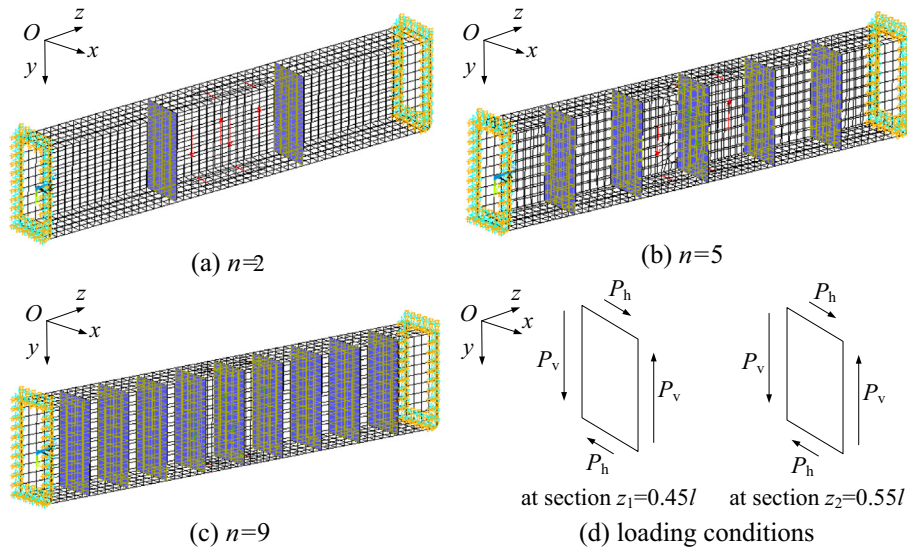 O z x y
(a) n=2
O z x y
(b) n=5
O z x y
(c) n=9
O z x y
P_h P_v P_v P_h
at section z_1=0.45l
P_h P_v P_v P_h
at section z_2=0.55l
(d) loading conditions